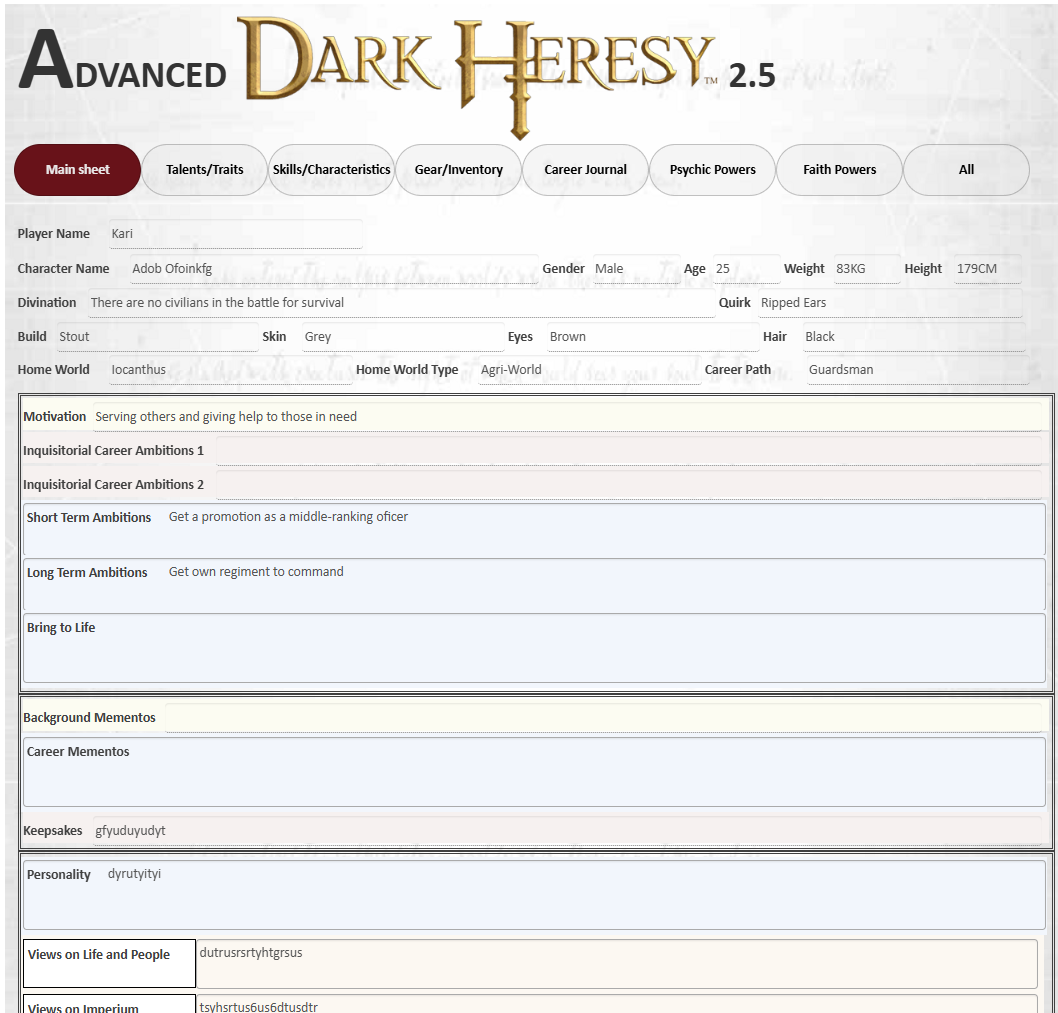 ADVANCED DARK HERESY™ 2.5
Main sheet Talents/Traits Skills/Characteristics Gear/Inventory Career Journal Psychic Powers Faith Powers All
Player Name Kari
Character Name Adob Ofoinkfg Gender Male Age 25 Weight 83KG Height 179CM
Divination There are no civilians in the battle for survival Quirk Ripped Ears
Build Stout Skin Grey Eyes Brown Hair Black
Home World Iocanthus Home World Type Agri-World Career Path Guardsman
Motivation Serving others and giving help to those in need
Inquisitorial Career Ambitions 1
Inquisitorial Career Ambitions 2
Short Term Ambitions Get a promotion as a middle-ranking oficer
Long Term Ambitions Get own regiment to command
Bring to Life
Background Mementos
Career Mementos
Keepsakes gfyuduyudyt
Personality dyrutyityi
Views on Life and People dutrusrsrtyhtgrsus
Views on Imperium tsyhsrtus6us6dtusdtr